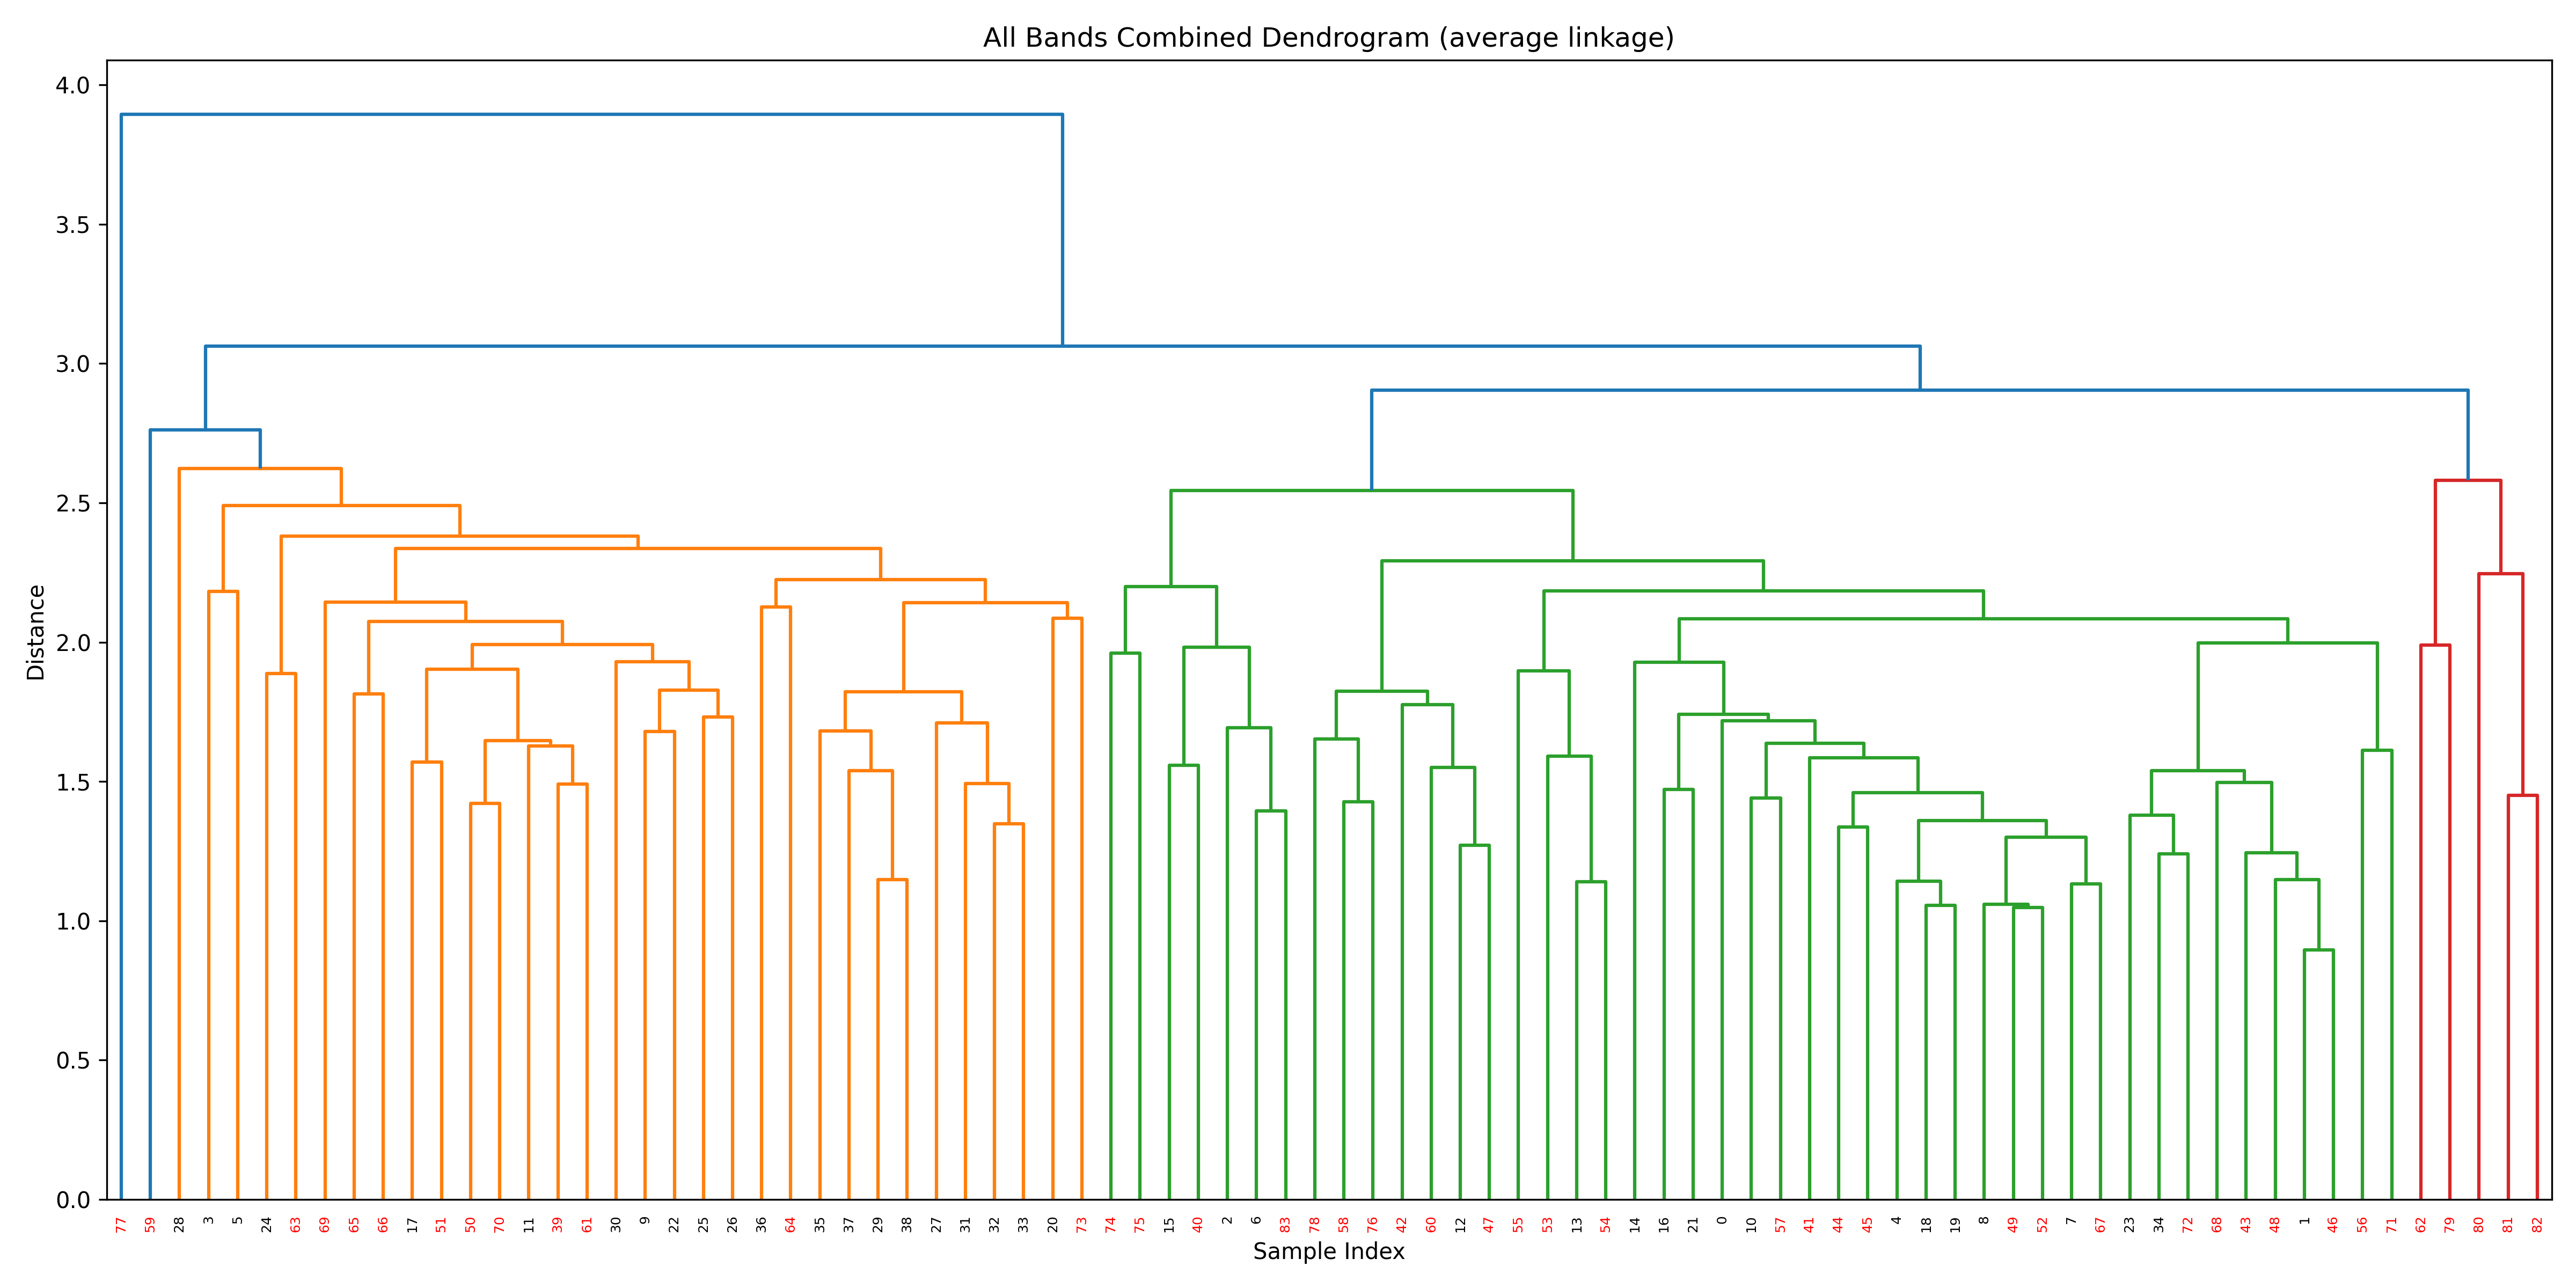 All Bands Combined Dendrogram (average linkage)
4.0
3.5
3.0
2.5
2.0
1.5
1.0
0.5
0.0
Distance
77 59 28 3 5 24 63 69 65 66 17 51 50 70 11 39 61 30 9 22 25 26 36 64 35 37 29 38 27 31 32 33 20 73 74 75 15 40 2 6 83 78 58 76 42 60 12 47 55 53 13 54 14 16 21 0 10 57 41 44 45 4 18 19 8 49 52 7 67 23 34 72 68 43 48 1 46 56 71 62 79 80 81 82
Sample Index